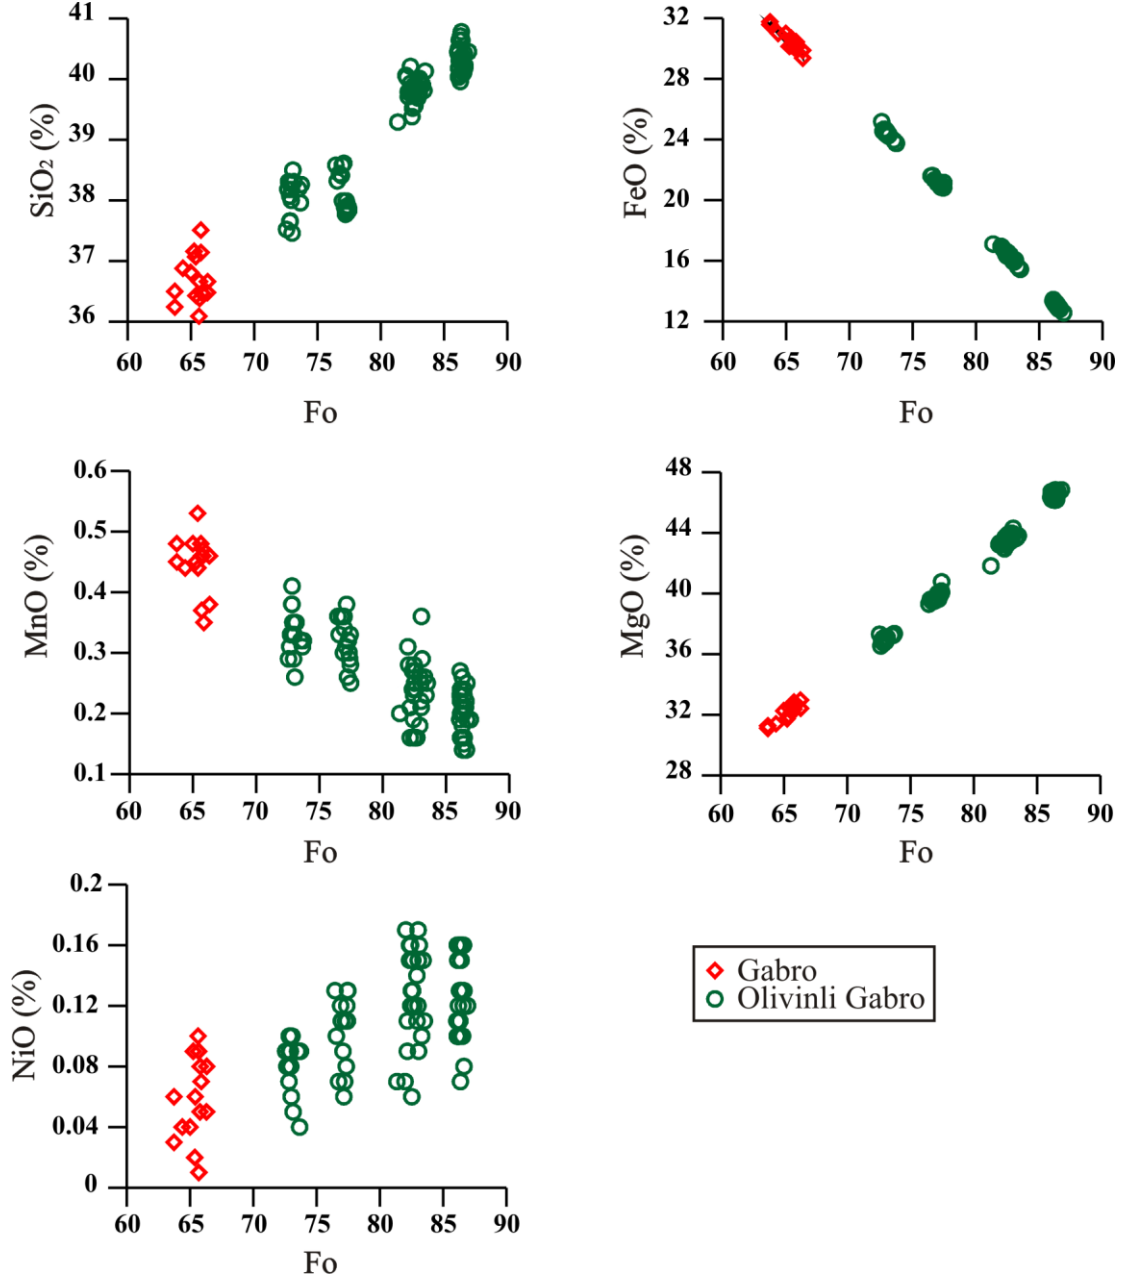 SiO₂ (%)
41
40
39
38
37
36
60 65 70 75 80 85 90
Fo
FeO (%)
32
28
24
20
16
12
60 65 70 75 80 85 90
Fo
MnO (%)
0.6
0.5
0.4
0.3
0.2
0.1
60 65 70 75 80 85 90
Fo
MgO (%)
48
44
40
36
32
28
60 65 70 75 80 85 90
Fo
NiO (%)
0.2
0.16
0.12
0.08
0.04
0
60 65 70 75 80 85 90
Fo
Gabro
Olivinli Gabro